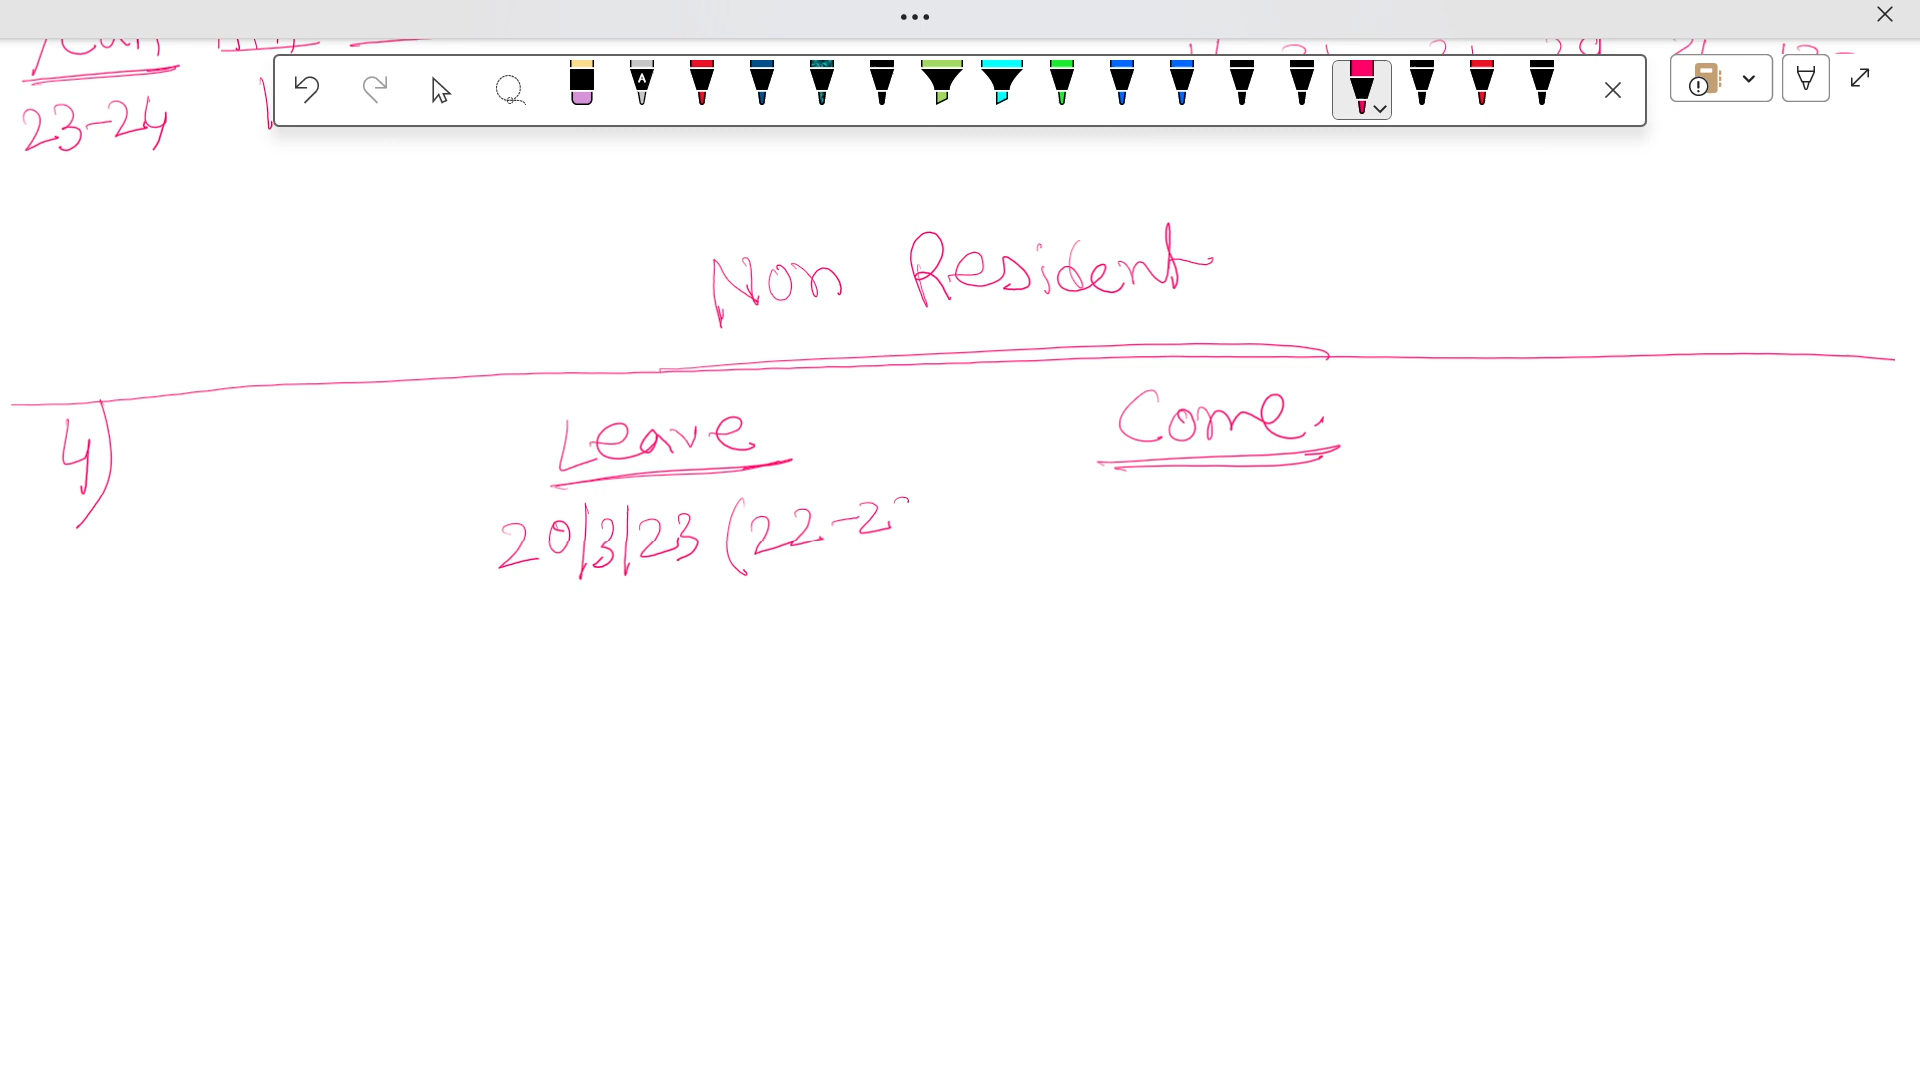 23-24
Non Resident
4)
Leave Come.
20/3/23 (22-2